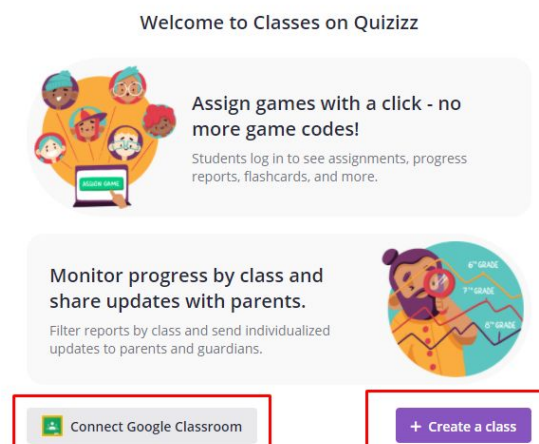 Welcome to Classes on Quizizz
Assign games with a click - no
more game codes!
Students log in to see assignments, progress
reports, flashcards, and more.
ASSIGN GAME
Monitor progress by class and
share updates with parents.
Filter reports by class and send individualized
updates to parents and guardians.
6TH GRADE
7TH GRADE
8TH GRADE
Connect Google Classroom
+ Create a class